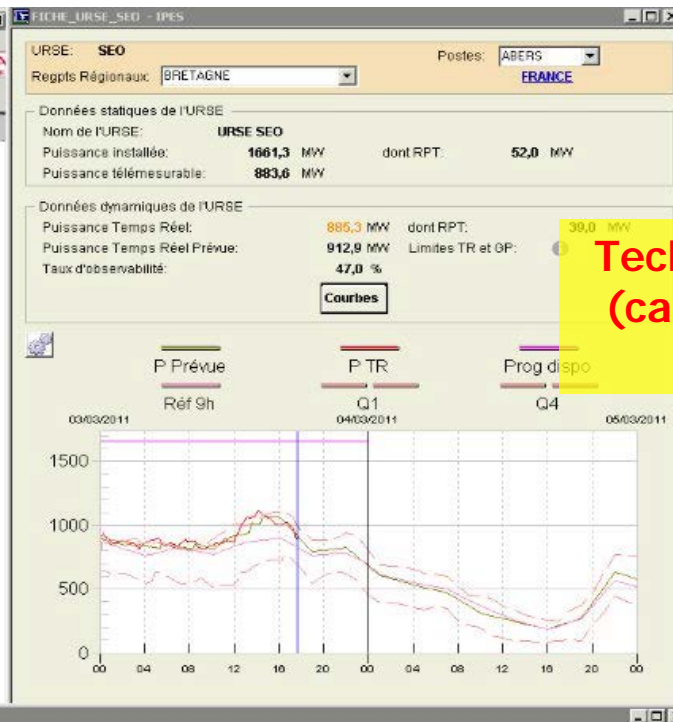 FICHE_URSE_SEO - IPES
URSE: SEO Postes: ABERS
Regpts Régionaux: BRETAGNE FRANCE
Données statiques de l'URSE
Nom de l'URSE: URSE SEO
Puissance installée: 1661,3 MW dont RPT: 52,0 MW
Puissance télémesurable: 883,6 MW
Données dynamiques de l'URSE
Puissance Temps Réel: 885,3 MW dont RPT: 39,0 MW
Puissance Temps Réel Prévue: 912,9 MW Limites TR et GP:
Taux d'observabilité: 47,0 %
Courbes
Tecl
(ca
P Prévue P TR Prog dispo
Réf 9h Q1 Q4
03/03/2011 04/03/2011 05/03/2011
1500
1000
500
0
00 04 08 12 16 20 00 04 08 12 16 20 00